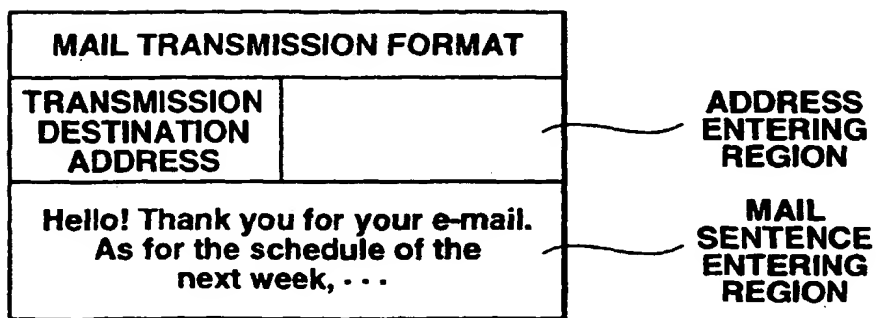 MAIL TRANSMISSION FORMAT
TRANSMISSION
DESTINATION
ADDRESS
ADDRESS
ENTERING
REGION
Hello! Thank you for your e-mail.
As for the schedule of the
next week, · · ·
MAIL
SENTENCE
ENTERING
REGION